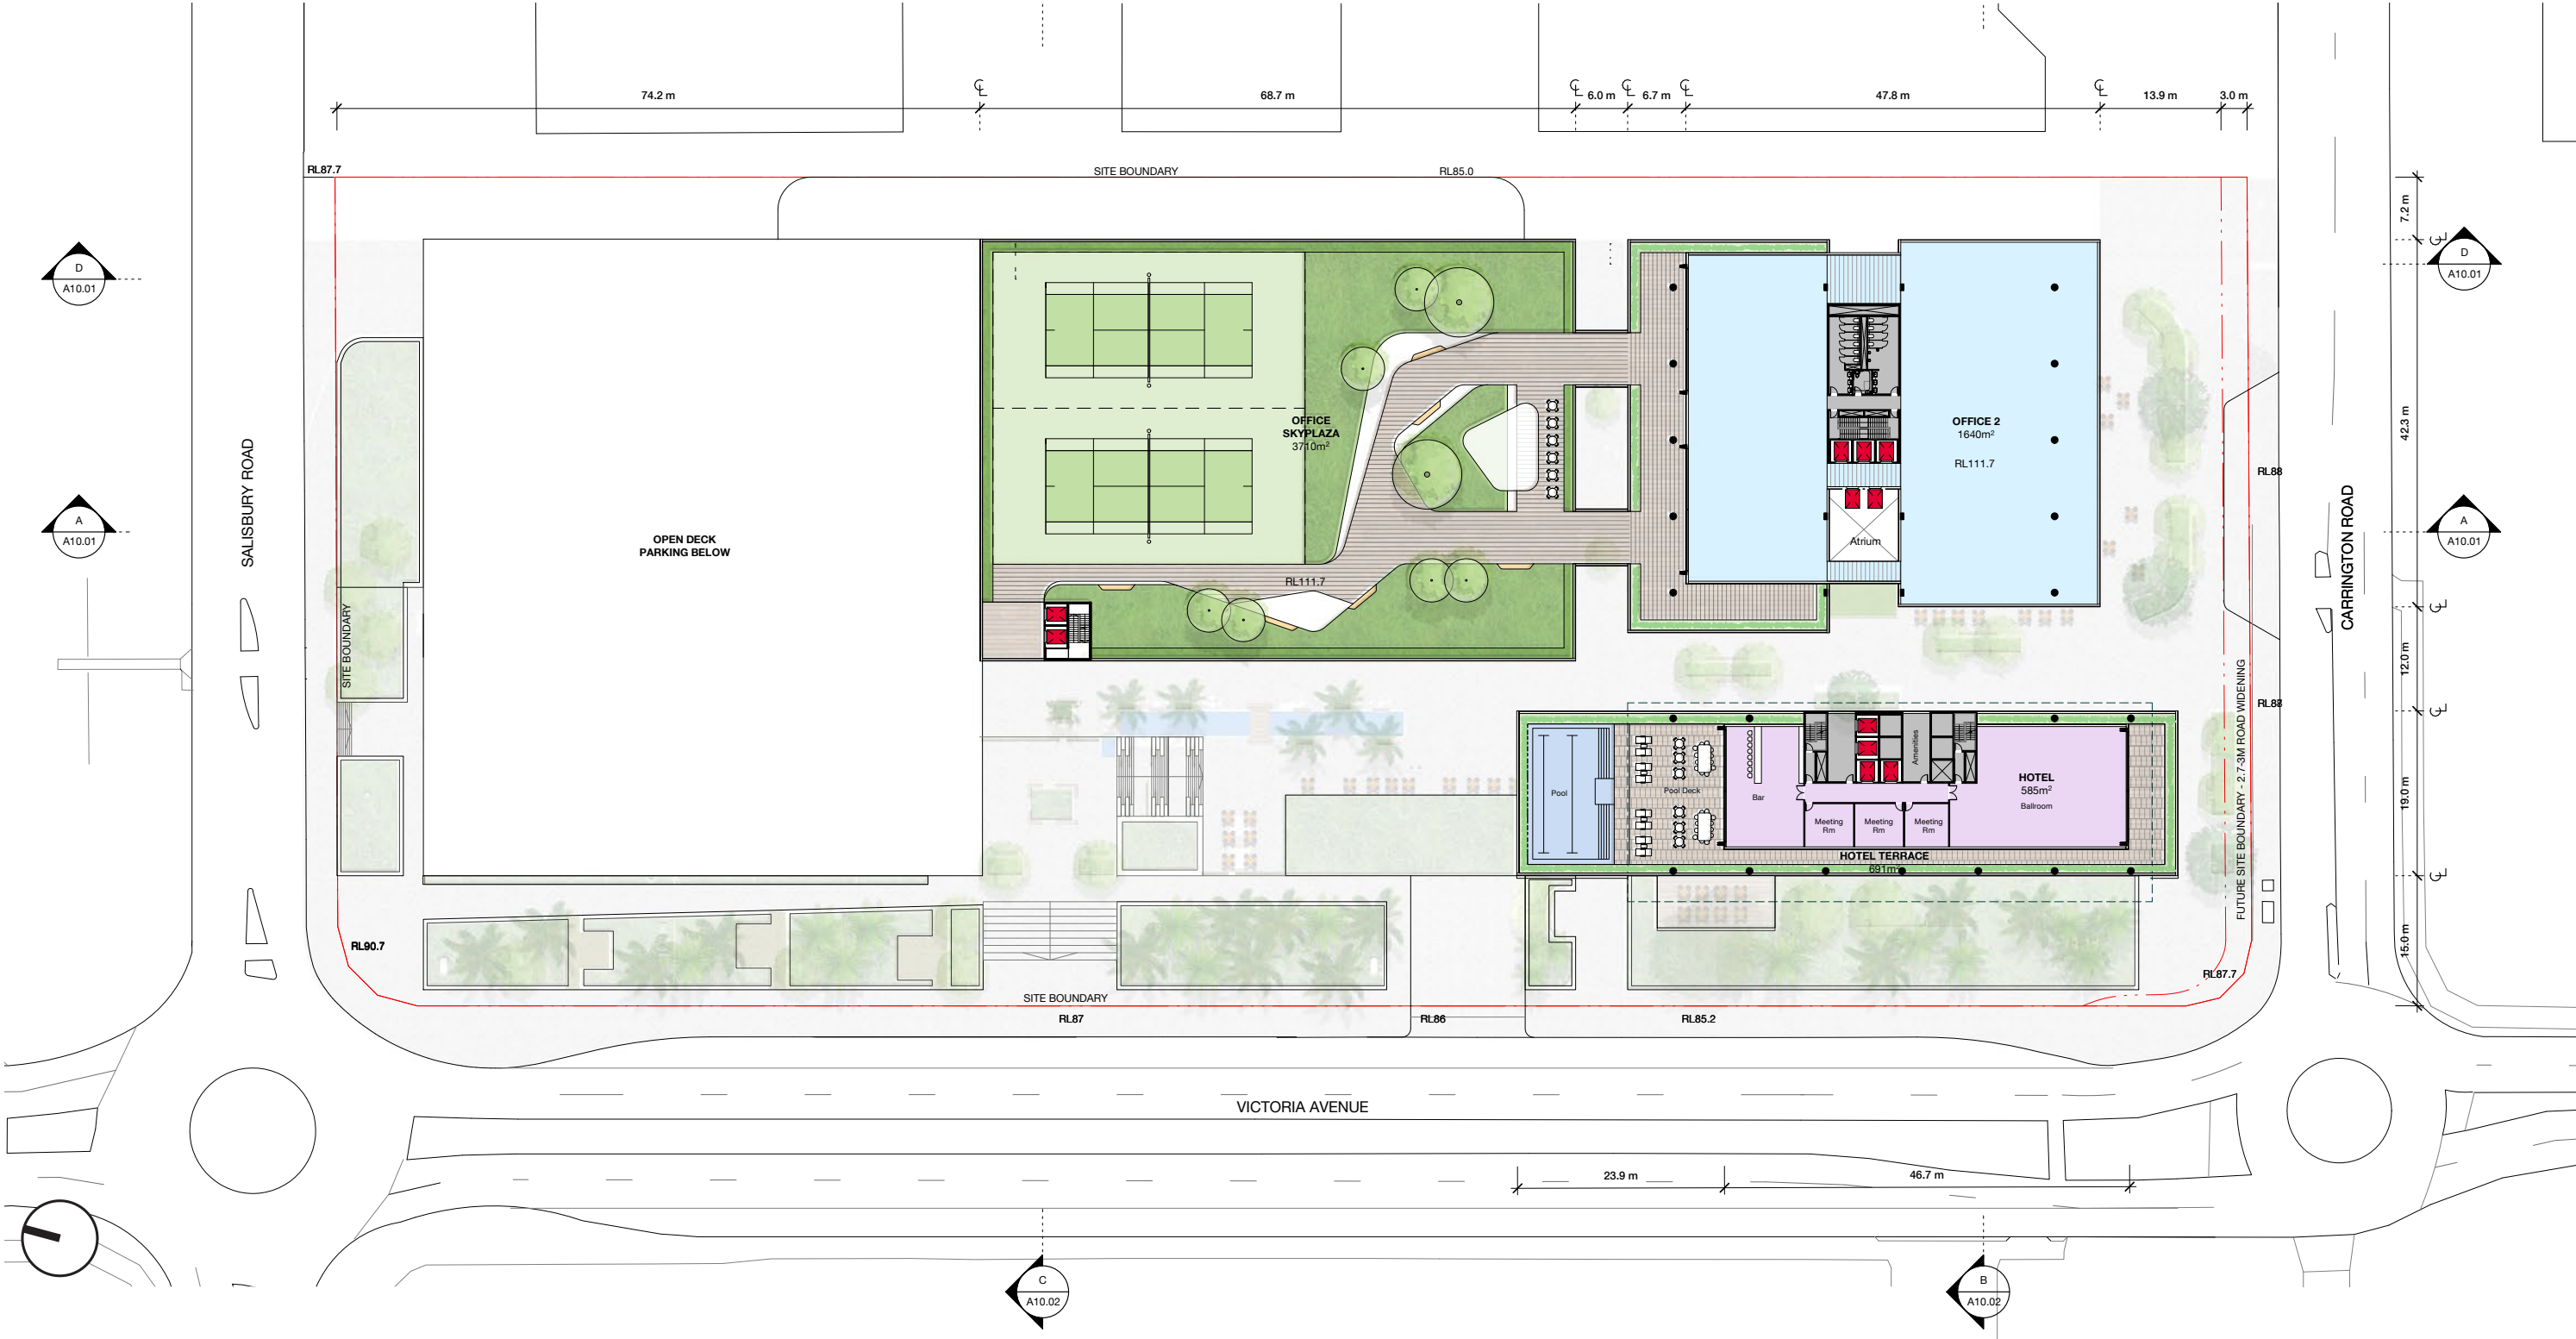 74.2 m
68.7 m
6.0 m
6.7 m
47.8 m
13.9 m
3.0 m
RL87.7
SITE BOUNDARY
RL85.0
7.2 m
D
A10.01
D
A10.01
OFFICE
SKYPLAZA
3710m²
OFFICE 2
1640m²
RL111.7
42.3 m
RL88
SALISBURY ROAD
A
A10.01
OPEN DECK
PARKING BELOW
Atrium
CARRINGTON ROAD
A
A10.01
RL111.7
SITE BOUNDARY
12.0 m
FUTURE SITE BOUNDARY - 2.7-3M ROAD WIDENING
Amenities
HOTEL
585m²
Ballroom
Pool
Pool Deck
Bar
Meeting
Rm
Meeting
Rm
Meeting
Rm
19.0 m
HOTEL TERRACE
691m²
RL90.7
15.0 m
RL87.7
SITE BOUNDARY
RL87
RL86
RL85.2
VICTORIA AVENUE
23.9 m
46.7 m
C
A10.02
B
A10.02